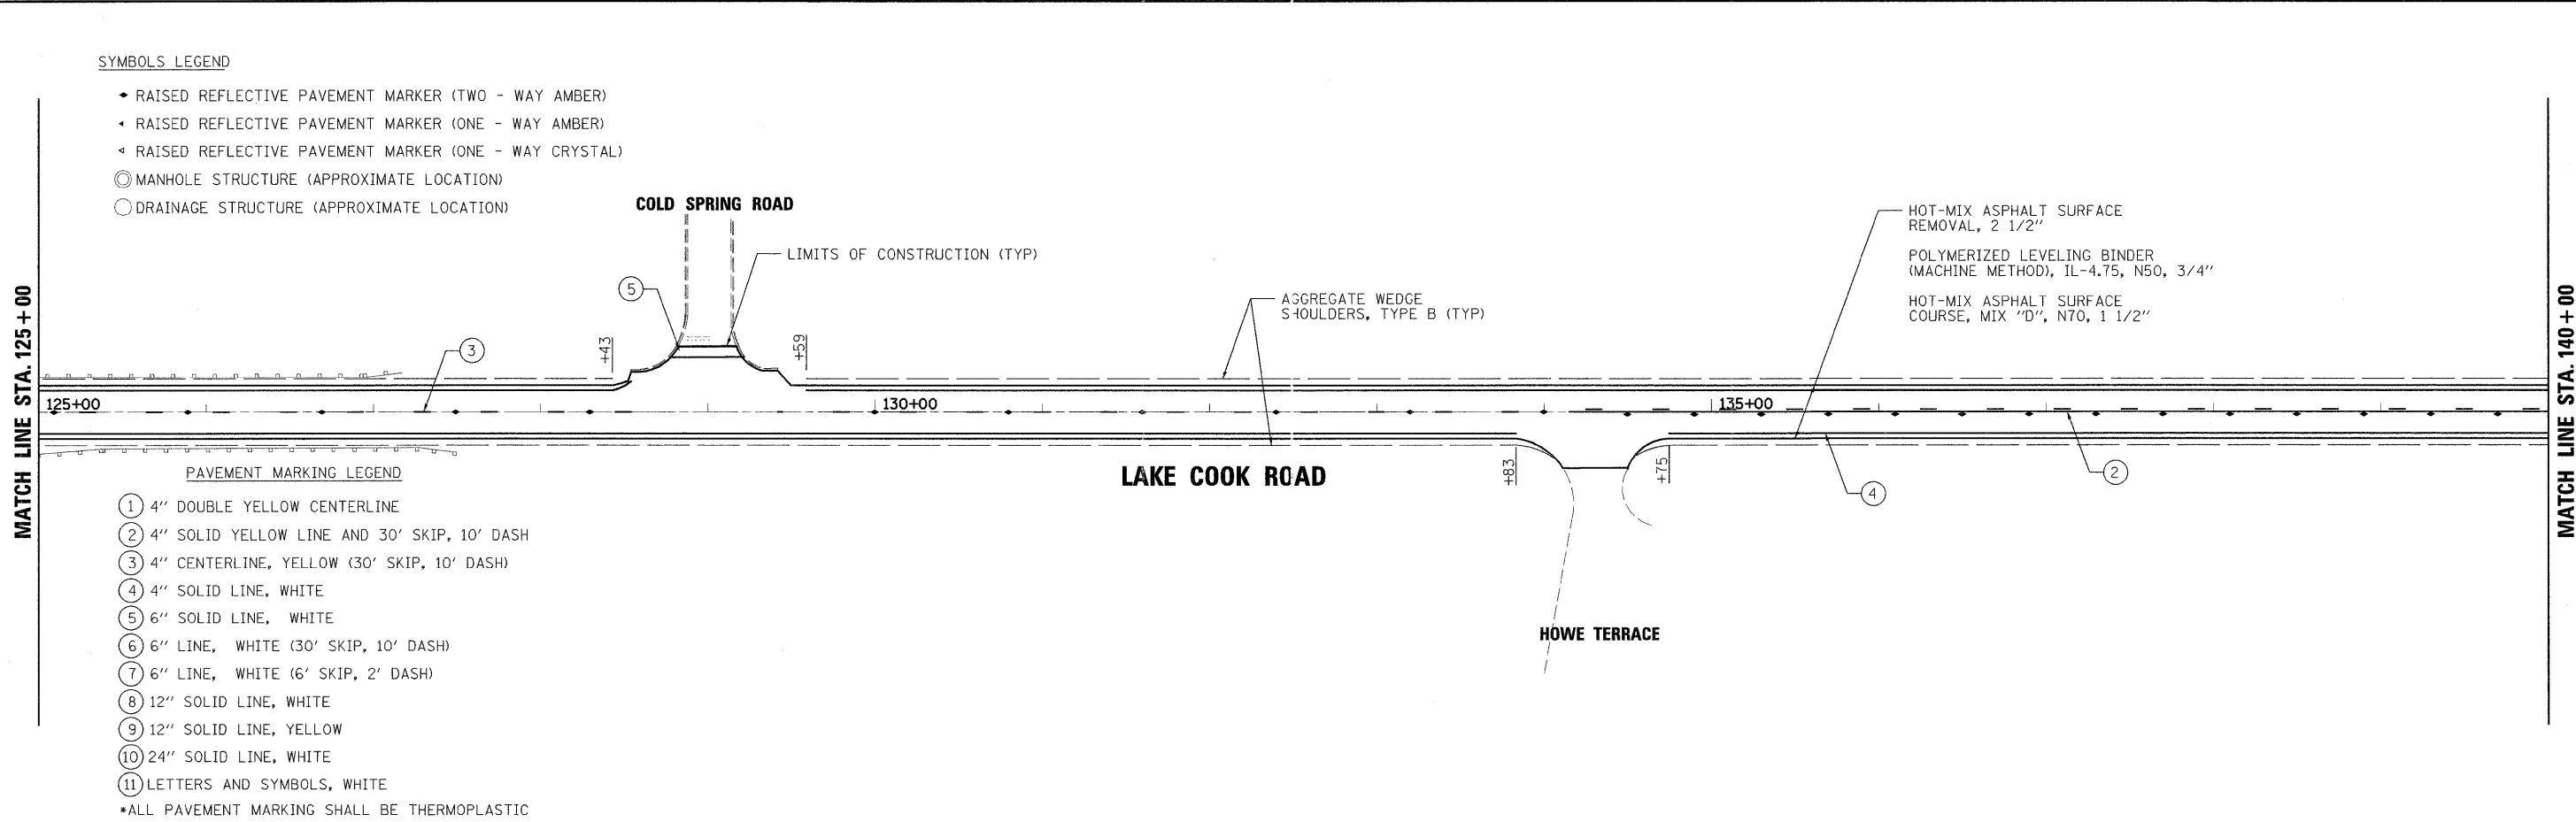 SYMBOLS LEGEND
RAISED REFLECTIVE PAVEMENT MARKER (TWO - WAY AMBER)
RAISED REFLECTIVE PAVEMENT MARKER (ONE - WAY AMBER)
RAISED REFLECTIVE PAVEMENT MARKER (ONE - WAY CRYSTAL)
MANHOLE STRUCTURE (APPROXIMATE LOCATION)
DRAINAGE STRUCTURE (APPROXIMATE LOCATION)
COLD SPRING ROAD
LIMITS OF CONSTRUCTION (TYP)
5
AGGREGATE WEDGE
SHOULDERS, TYPE B (TYP)
HOT-MIX ASPHALT SURFACE
REMOVAL, 2 1/2"
POLYMERIZED LEVELING BINDER
(MACHINE METHOD), IL-4.75, N50, 3/4"
HOT-MIX ASPHALT SURFACE
COURSE, MIX "D", N70, 1 1/2"
MATCH LINE STA. 125+00
3
+43
+59
125+00
130+00
135+00
MATCH LINE STA. 140+00
LAKE COOK ROAD
+83
+75
4
2
HOWE TERRACE
PAVEMENT MARKING LEGEND
1 4" DOUBLE YELLOW CENTERLINE
2 4" SOLID YELLOW LINE AND 30' SKIP, 10' DASH
3 4" CENTERLINE, YELLOW (30' SKIP, 10' DASH)
4 4" SOLID LINE, WHITE
5 6" SOLID LINE, WHITE
6 6" LINE, WHITE (30' SKIP, 10' DASH)
7 6" LINE, WHITE (6' SKIP, 2' DASH)
8 12" SOLID LINE, WHITE
9 12" SOLID LINE, YELLOW
10 24" SOLID LINE, WHITE
11 LETTERS AND SYMBOLS, WHITE
*ALL PAVEMENT MARKING SHALL BE THERMOPLASTIC